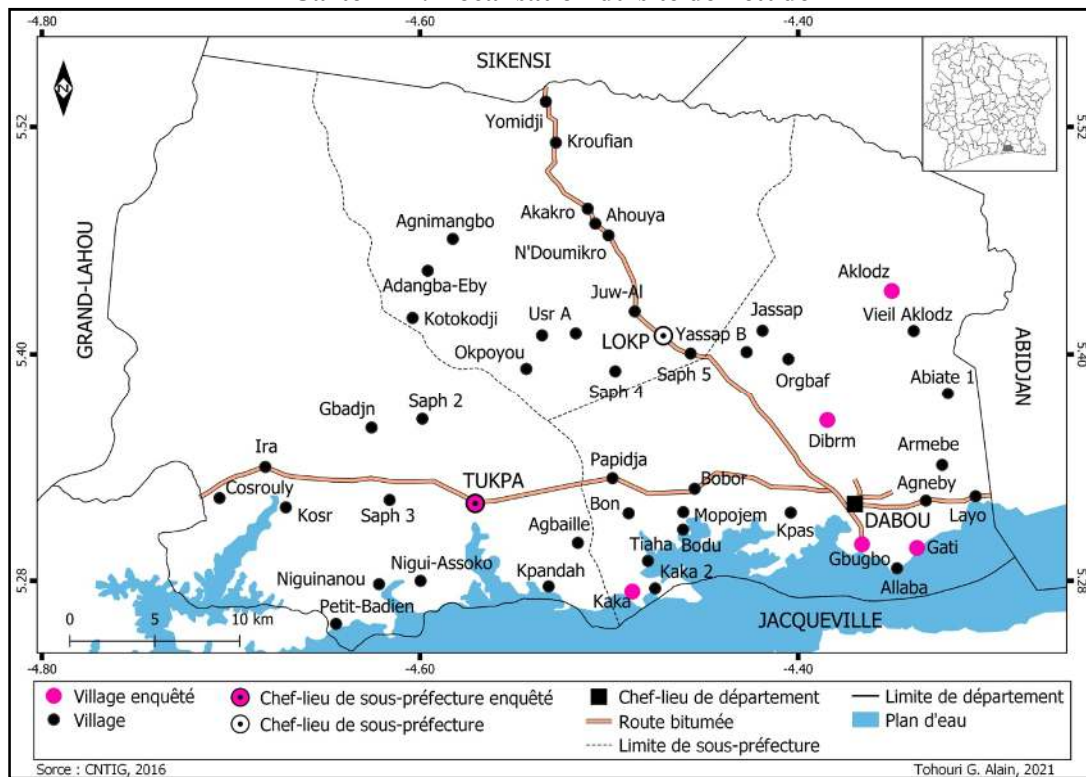 -4.80 -4.60 -4.40
SIKENSI
Yomidji
5.52 5.52
Kroufian
Akakro Ahouya
Agnimangbo
N'Doumikro
GRAND-LAHOU
Adangba-Eby
Aklodz
Juw-Al
Kotokodji
Usr A
Jassap
Vieil Aklodz
LOKP
Yassap B
ABIDJAN
5.40 5.40
Okpoyou
Saph 5
Orgbaf
Saph 4
Abiate 1
Saph 2
Gbadjn
Dibrm
Ira
Armebe
TUKPA
Papidja
Bobor
Agneby
Cosrouly
Kosr
Saph 3
Bon
Mopojem
Kpas
DABOU
Layo
Agbaille
Tiaha
Bodu
Gbugbo
Gati
Nigui-Assoko
Kpandah
Kaka 2
Allaba
5.28 5.28
Niguinanou
Kaka
Petit-Badien
JACQUEVILLE
0 5 10 km
-4.80 -4.60 -4.40
Village enquêté
Village
Chef-lieu de sous-préfecture enquêté
Chef-lieu de sous-préfecture
Chef-lieu de département
Route bitumée
Limite de sous-préfecture
Limite de département
Plan d'eau
Sorce : CNTIG, 2016
Tohouri G. Alain, 2021